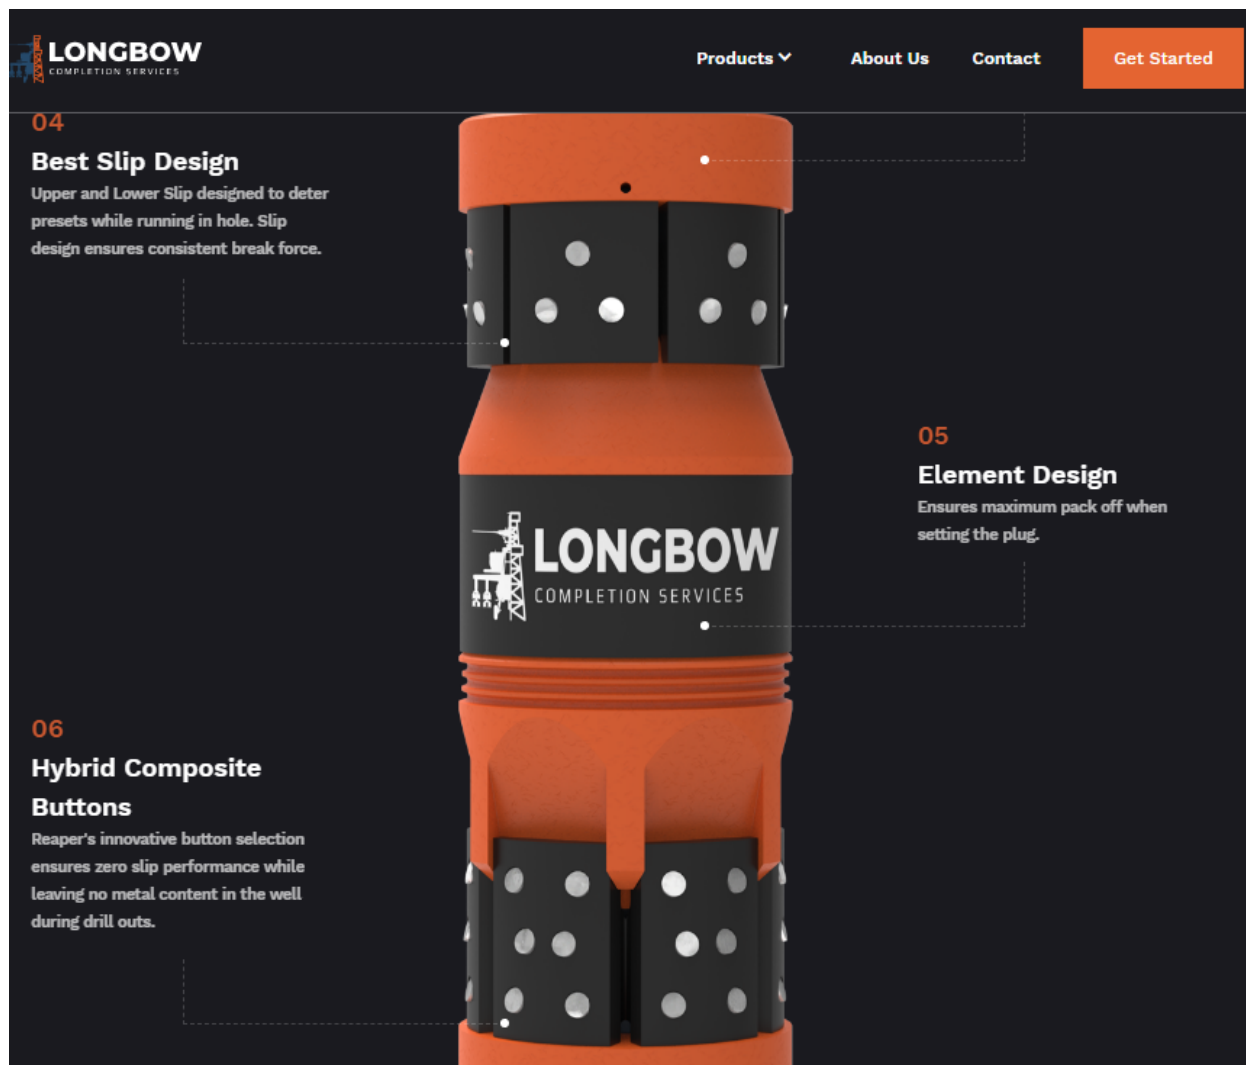 LONGBOW
COMPLETION SERVICES
Products
About Us
Contact
Get Started
04
Best Slip Design
Upper and Lower Slip designed to deter
presets while running in hole. Slip
design ensures consistent break force.
05
Element Design
Ensures maximum pack off when
setting the plug.
LONGBOW
COMPLETION SERVICES
06
Hybrid Composite
Buttons
Reaper's innovative button selection
ensures zero slip performance while
leaving no metal content in the well
during drill outs.